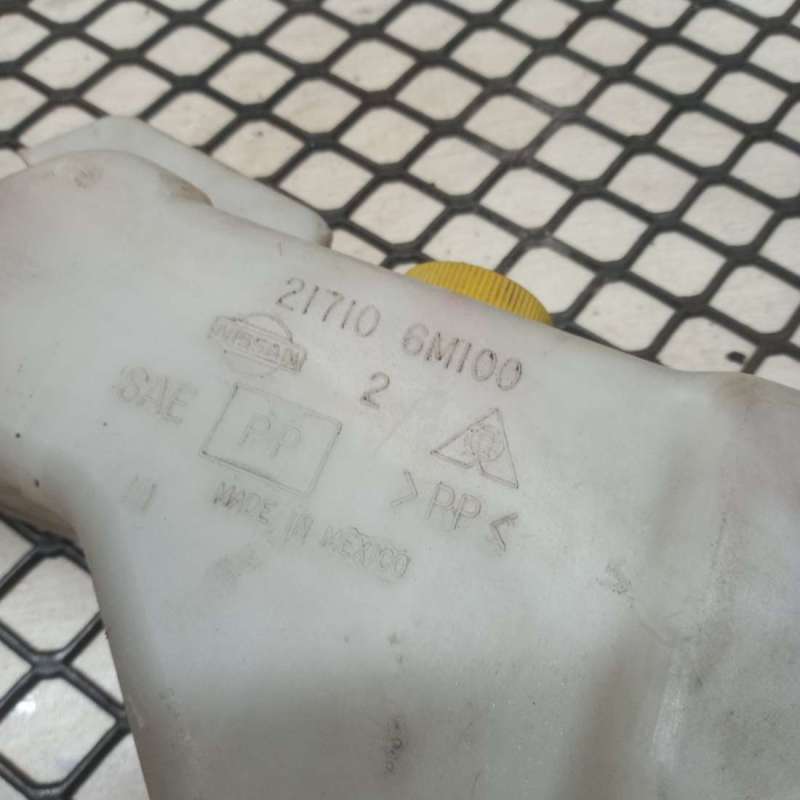 21710 6M100
NISSAN 2
SAE PP
>PP<
MADE IN MEXICO